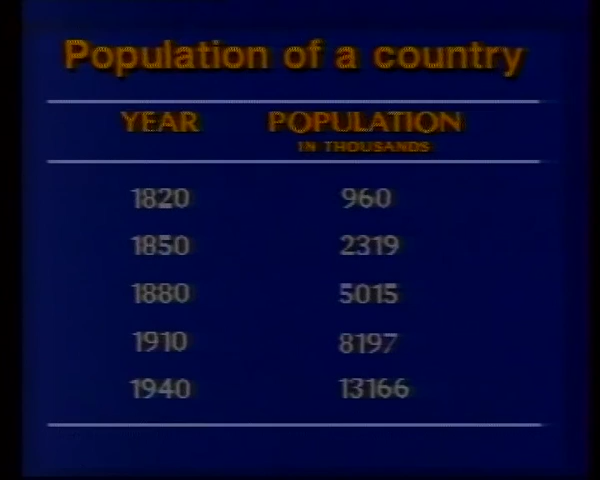 Population of a country
YEAR POPULATION
IN THOUSANDS
1820 960
1850 2319
1880 5015
1910 8197
1940 13166